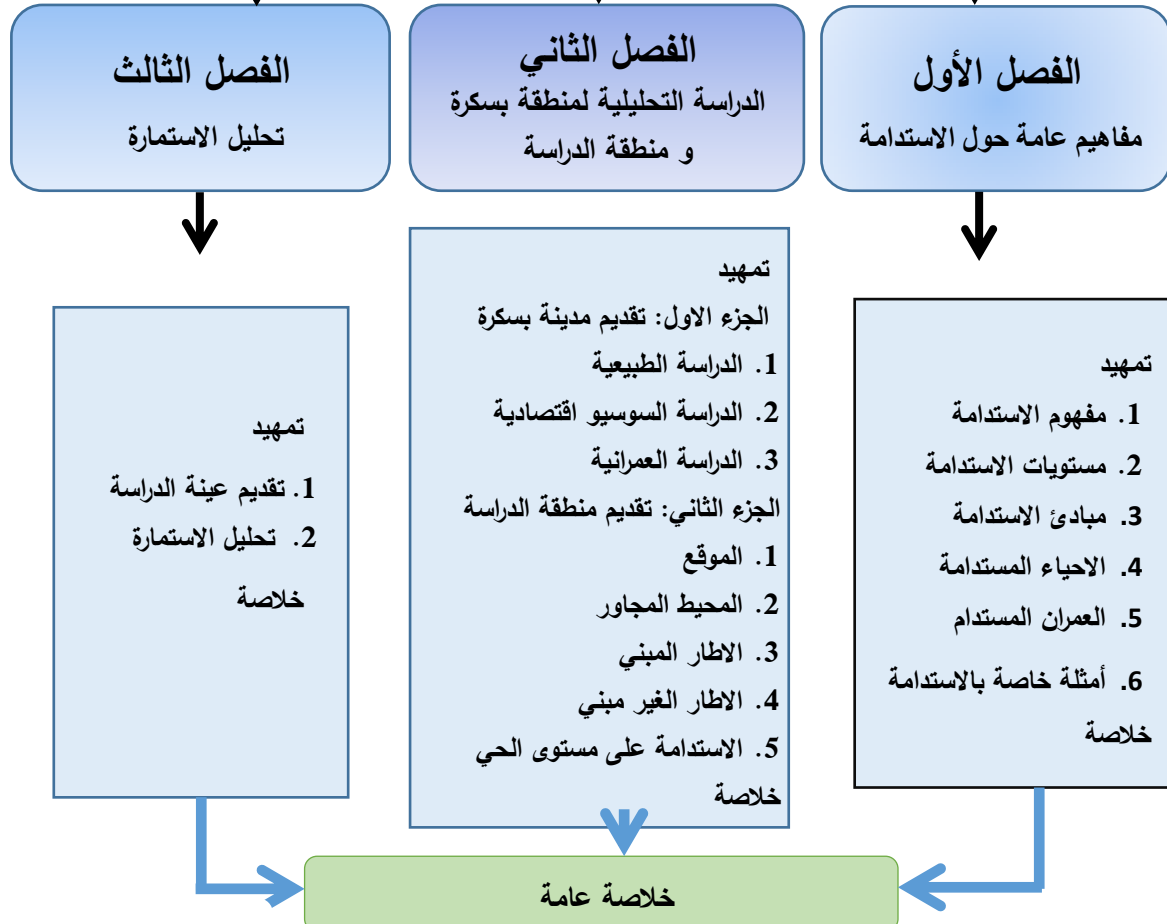 الفصل الأول
مفاهيم عامة حول الاستدامة
تمهيد
1. مفهوم الاستدامة
2. مستويات الاستدامة
3. مبادئ الاستدامة
4. الاحياء المستدامة
5. العمران المستدام
6. أمثلة خاصة بالاستدامة
خلاصة
الفصل الثاني
الدراسة التحليلية لمنطقة بسكرة
و منطقة الدراسة
تمهيد
الجزء الاول: تقديم مدينة بسكرة
1. الدراسة الطبيعية
2. الدراسة السوسيو اقتصادية
3. الدراسة العمرانية
الجزء الثاني: تقديم منطقة الدراسة
1. الموقع
2. المحيط المجاور
3. الاطار المبني
4. الاطار الغير مبني
5. الاستدامة على مستوى الحي
خلاصة
الفصل الثالث
تحليل الاستمارة
تمهيد
1. تقديم عينة الدراسة
2. تحليل الاستمارة
خلاصة
خلاصة عامة